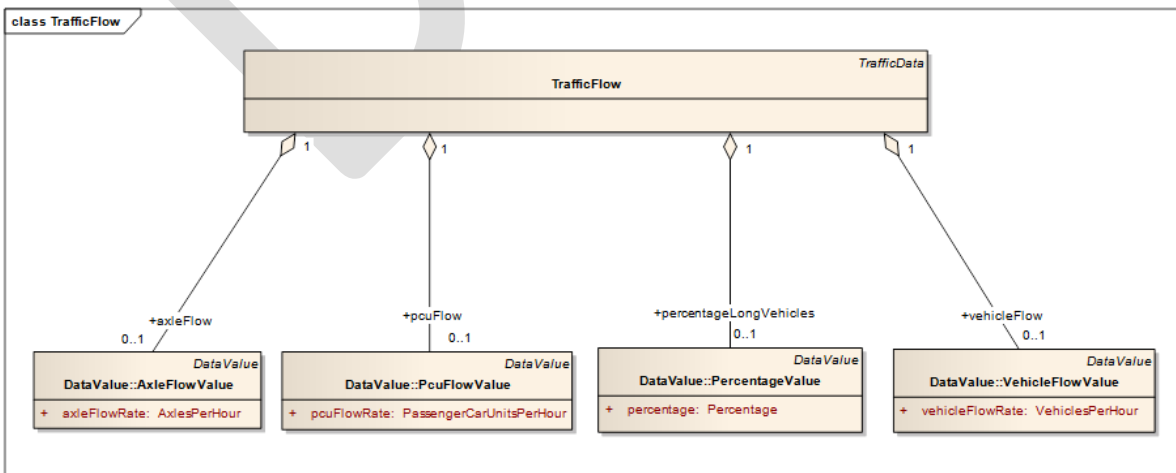 class TrafficFlow
TrafficData
TrafficFlow
1
1
1
1
+axleFlow
0..1
+pcuFlow
0..1
+percentageLongVehicles
0..1
+vehicleFlow
0..1
DataValue
DataValue::AxleFlowValue
+ axleFlowRate: AxlesPerHour
DataValue
DataValue::PcuFlowValue
+ pcuFlowRate: PassengerCarUnitsPerHour
DataValue
DataValue::PercentageValue
+ percentage: Percentage
DataValue
DataValue::VehicleFlowValue
+ vehicleFlowRate: VehiclesPerHour